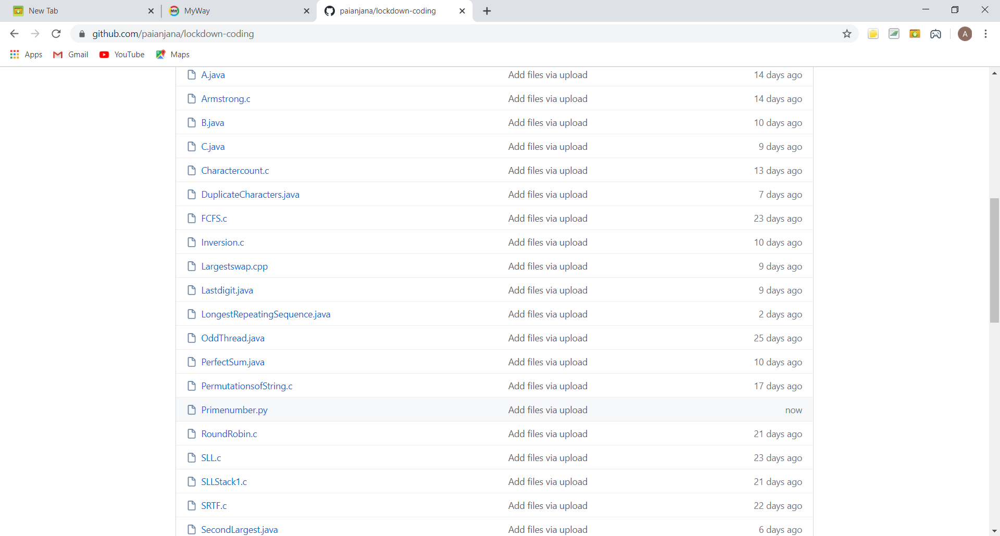 New Tab MyWay paianjana/lockdown-coding
github.com/paianjana/lockdown-coding A
Apps Gmail YouTube Maps
A.java Add files via upload 14 days ago
Armstrong.c Add files via upload 14 days ago
B.java Add files via upload 10 days ago
C.java Add files via upload 9 days ago
Charactercount.c Add files via upload 13 days ago
DuplicateCharacters.java Add files via upload 7 days ago
FCFS.c Add files via upload 23 days ago
Inversion.c Add files via upload 10 days ago
Largestswap.cpp Add files via upload 9 days ago
Lastdigit.java Add files via upload 9 days ago
LongestRepeatingSequence.java Add files via upload 2 days ago
OddThread.java Add files via upload 25 days ago
PerfectSum.java Add files via upload 10 days ago
PermutationsofString.c Add files via upload 17 days ago
Primenumber.py Add files via upload now
RoundRobin.c Add files via upload 21 days ago
SLL.c Add files via upload 23 days ago
SLLStack1.c Add files via upload 21 days ago
SRTF.c Add files via upload 22 days ago
SecondLargest.java Add files via upload 6 days ago